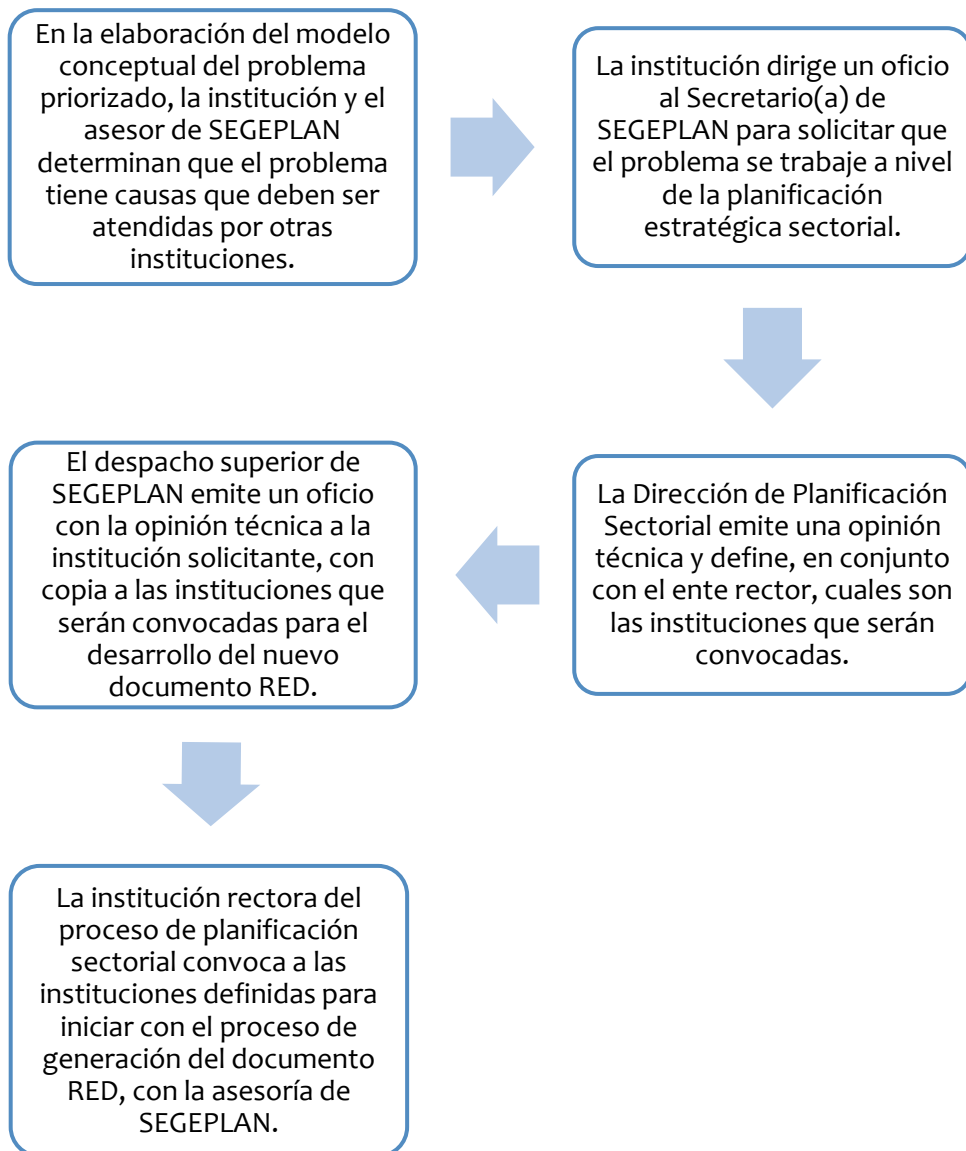 En la elaboración del modelo
conceptual del problema
priorizado, la institución y el
asesor de SEGEPLAN
determinan que el problema
tiene causas que deben ser
atendidas por otras
instituciones.
La institución dirige un oficio
al Secretario(a) de
SEGEPLAN para solicitar que
el problema se trabaje a nivel
de la planificación
estratégica sectorial.
La Dirección de Planificación
Sectorial emite una opinión
técnica y define, en conjunto
con el ente rector, cuales son
las instituciones que serán
convocadas.
El despacho superior de
SEGEPLAN emite un oficio
con la opinión técnica a la
institución solicitante, con
copia a las instituciones que
serán convocadas para el
desarrollo del nuevo
documento RED.
La institución rectora del
proceso de planificación
sectorial convoca a las
instituciones definidas para
iniciar con el proceso de
generación del documento
RED, con la asesoría de
SEGEPLAN.